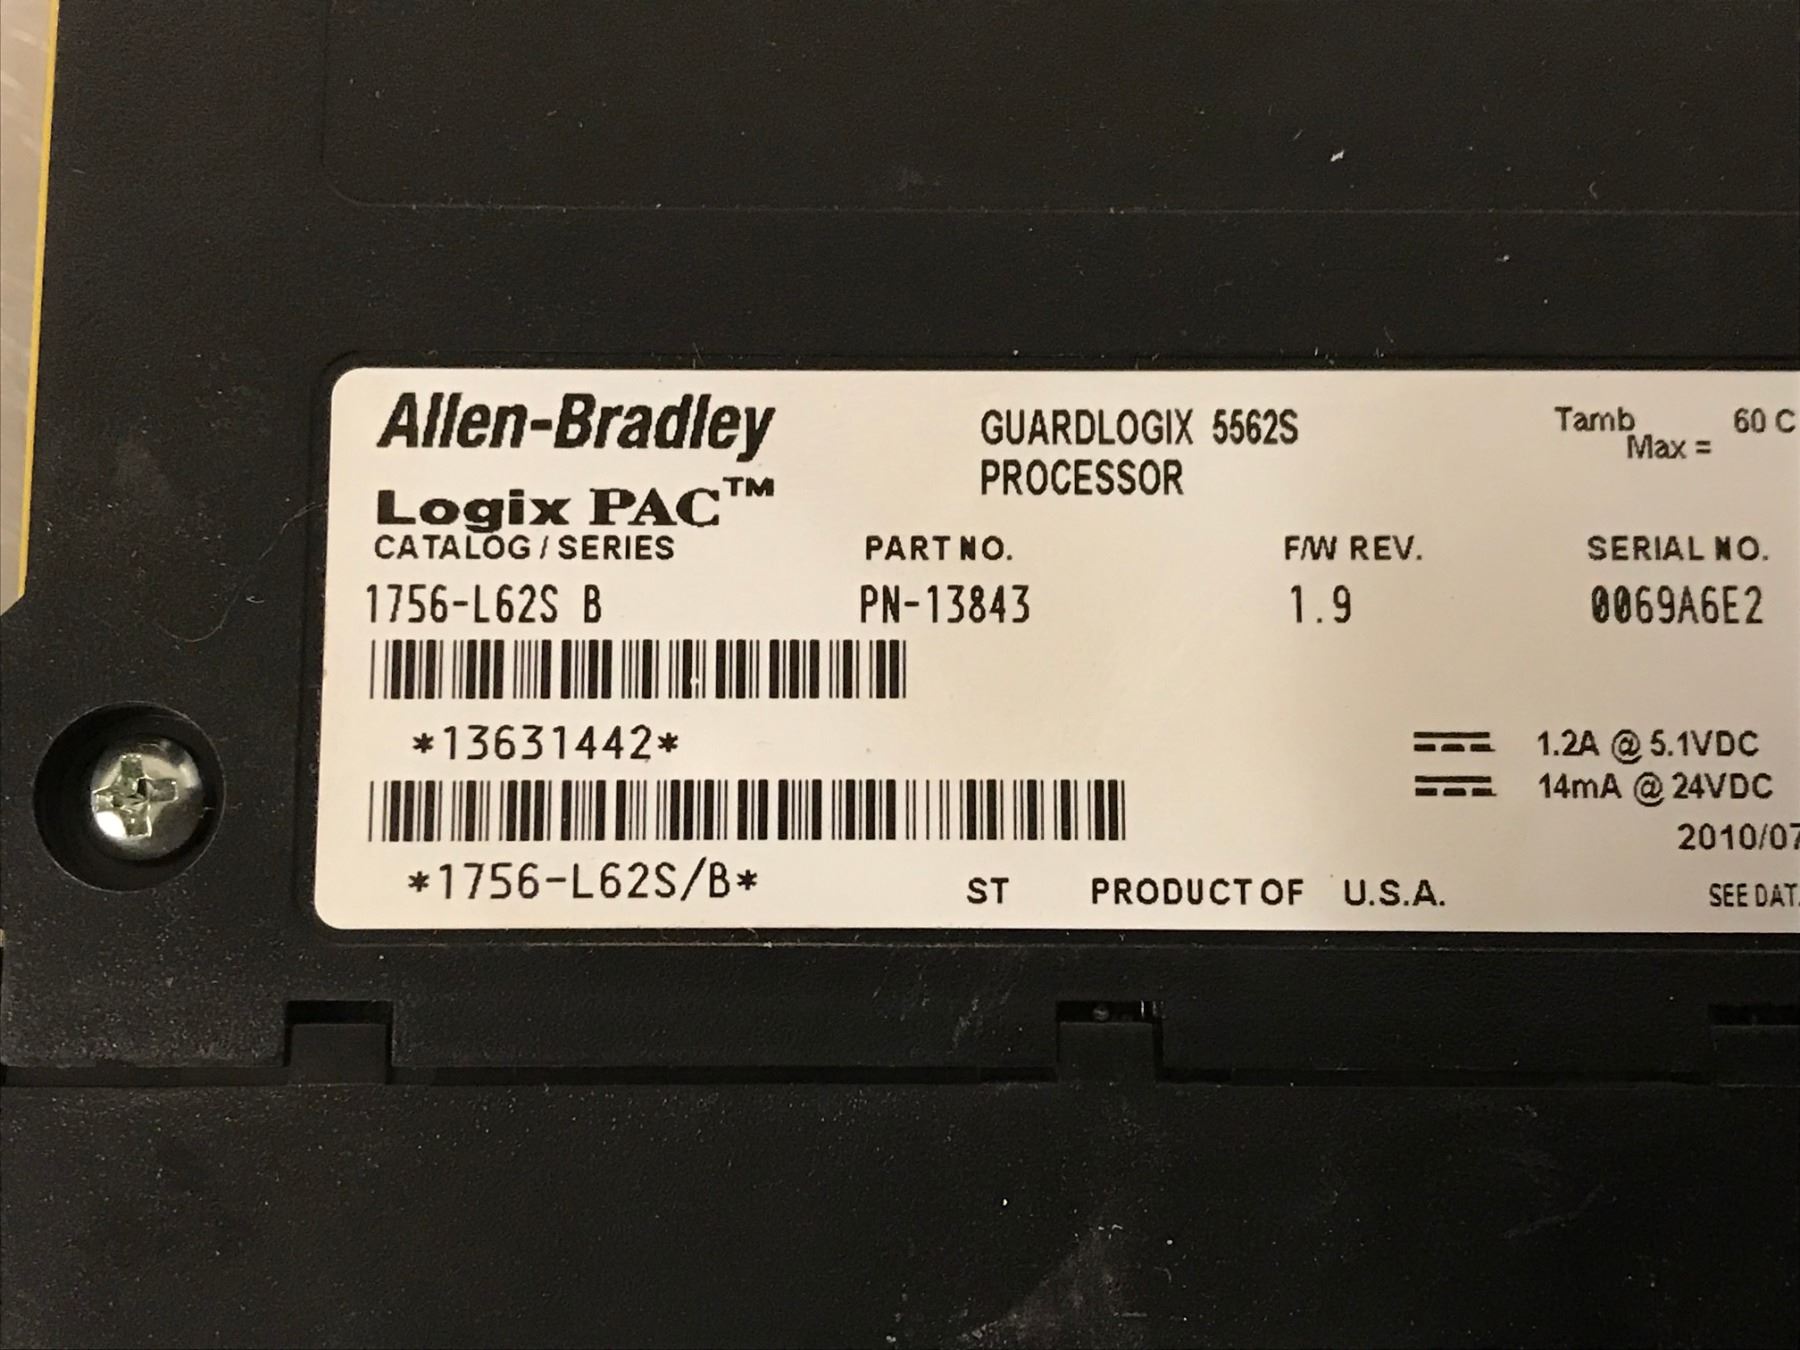 Allen-Bradley
Logix PAC™
GUARDLOGIX 5562S
PROCESSOR
Tamb 60 C
Max =
CATALOG / SERIES PART NO. F/W REV. SERIAL NO.
1756-L62S B PN-13843 1.9 0069A6E2
*13631442*
1.2A @ 5.1VDC
14mA @ 24VDC
2010/07
*1756-L62S/B*
ST PRODUCT OF U.S.A.
SEE DAT